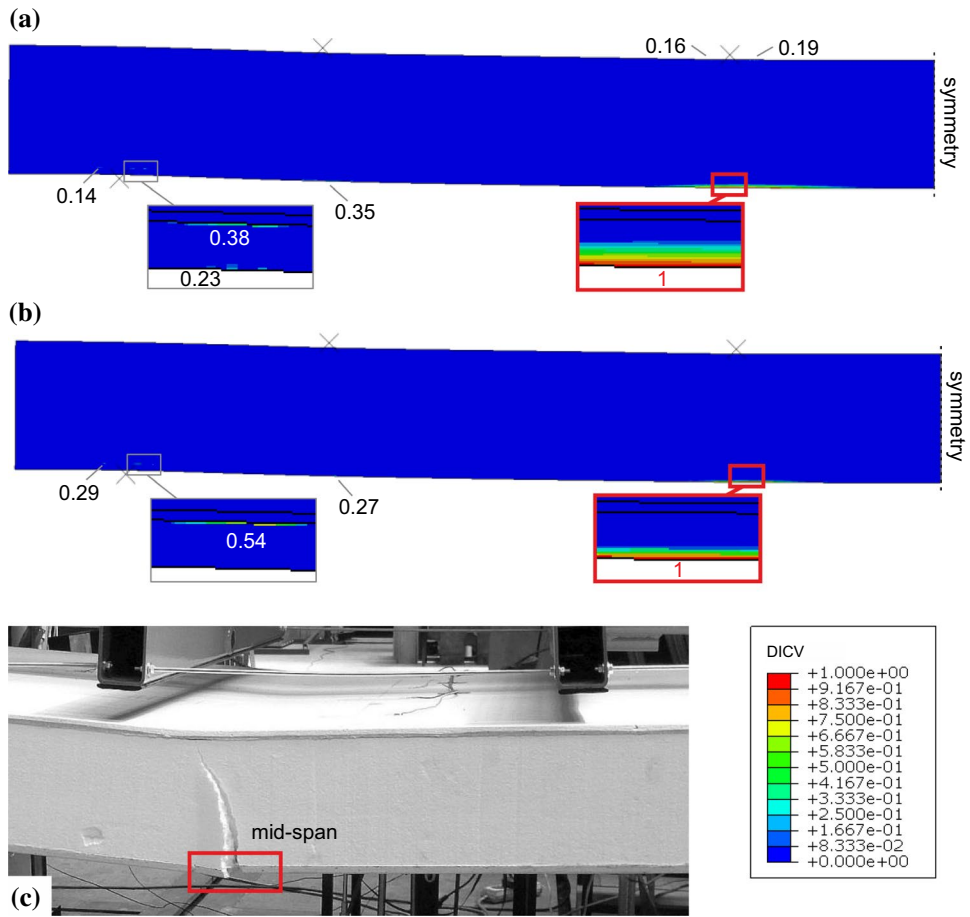 (a)
0.16
0.19
symmetry
0.14
0.35
0.38
0.23
1
(b)
symmetry
0.29
0.27
0.54
1
mid-span
(c)
DICV
+1.000e+00
+9.167e-01
+8.333e-01
+7.500e-01
+6.667e-01
+5.833e-01
+5.000e-01
+4.167e-01
+3.333e-01
+2.500e-01
+1.667e-01
+8.333e-02
+0.000e+00